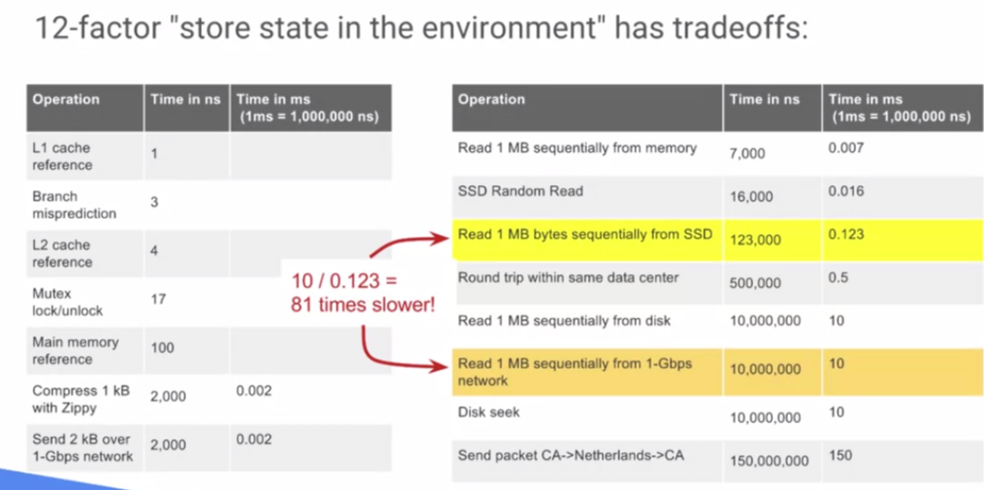 12-factor "store state in the environment" has tradeoffs:
Operation Time in ns Time in ms
(1ms = 1,000,000 ns)
L1 cache
reference
1
Branch
misprediction
3
L2 cache
reference
4
Mutex
lock/unlock
17
Main memory
reference
100
Compress 1 kB
with Zippy
2,000 0.002
Send 2 kB over
1-Gbps network
2,000 0.002
10 / 0.123 =
81 times slower!
Operation Time in ns Time in ms
(1ms = 1,000,000 ns)
Read 1 MB sequentially from memory 7,000 0.007
SSD Random Read 16,000 0.016
Read 1 MB bytes sequentially from SSD 123,000 0.123
Round trip within same data center 500,000 0.5
Read 1 MB sequentially from disk 10,000,000 10
Read 1 MB sequentially from 1-Gbps
network
10,000,000 10
Disk seek 10,000,000 10
Send packet CA->Netherlands->CA 150,000,000 150